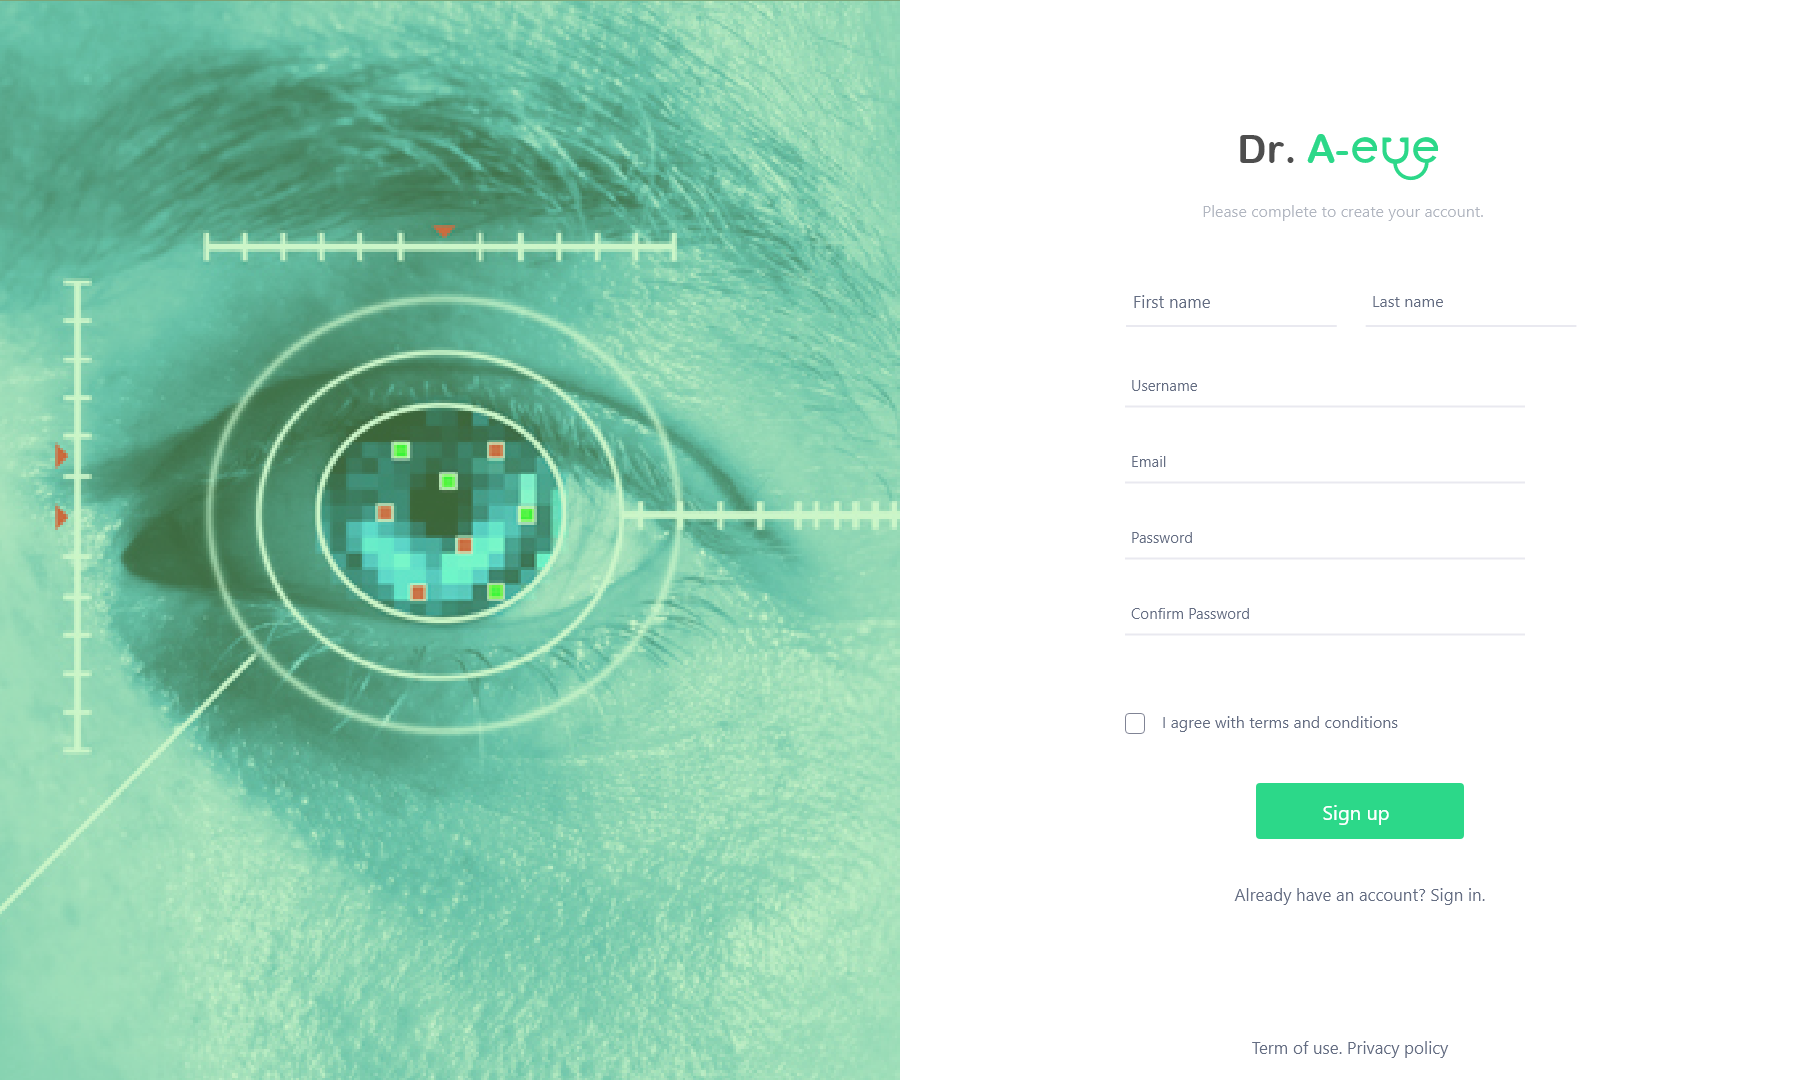 Dr. A-eye
Please complete to create your account.
First name
Last name
Username
Email
Password
Confirm Password
I agree with terms and conditions
Sign up
Already have an account? Sign in.
Term of use. Privacy policy